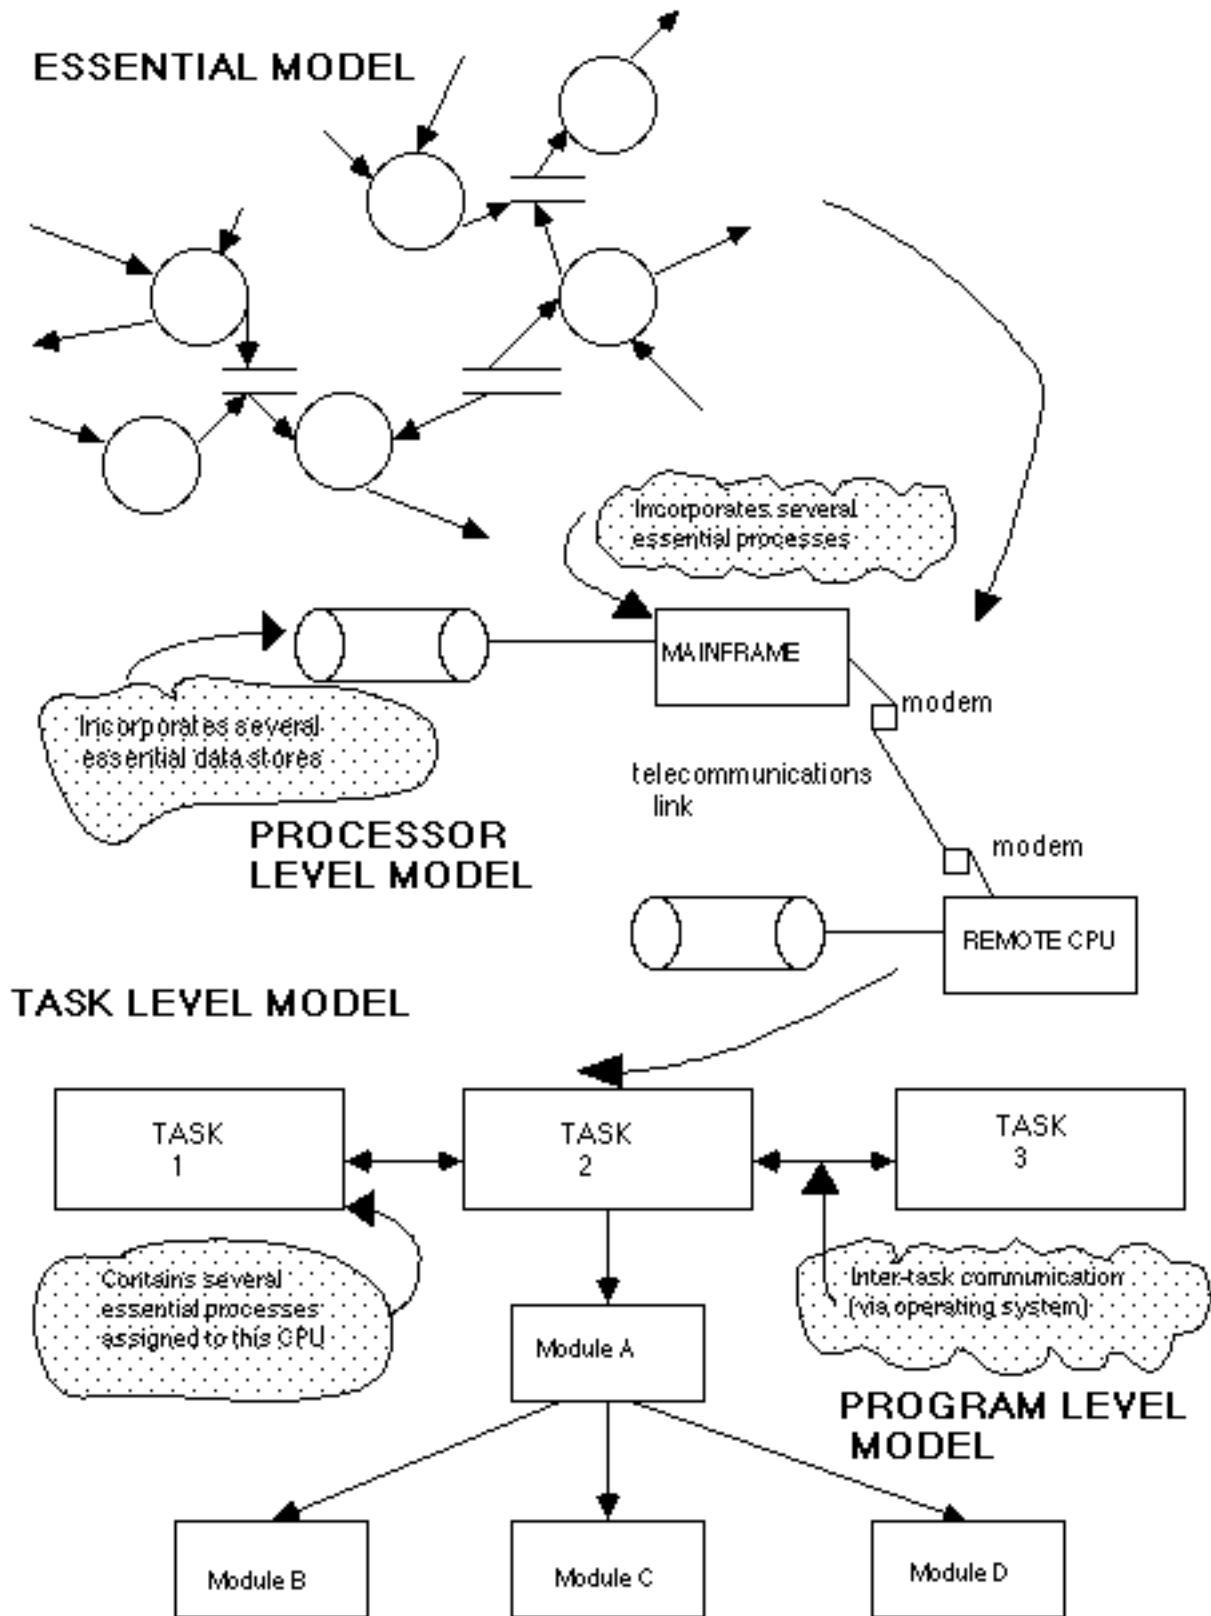 ESSENTIAL MODEL
Incorporates several
essential processes
MAINFRAME
modem
Incorporates several
essential data stores
telecommunications
link
PROCESSOR
LEVEL MODEL
modem
REMOTE CPU
TASK LEVEL MODEL
TASK
1
TASK
2
TASK
3
Contains several
essential processes
assigned to this CPU
Inter-task communication
(via operating system)
Module A
PROGRAM LEVEL
MODEL
Module B
Module C
Module D